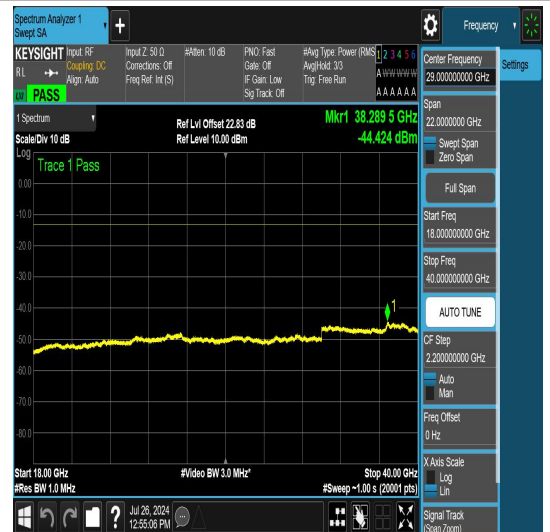 Spectrum Analyzer 1
Swept SA
Frequency
KEYSIGHT
RL
LXI
PASS
Input: RF
Coupling: DC
Align: Auto
Input Z: 50 Ω
Corrections: Off
Freq Ref: Int (S)
#Atten: 10 dB
PNO: Fast
Gate: Off
IF Gain: Low
Sig Track: Off
#Avg Type: Power (RMS
Avg|Hold: 3/3
Trig: Free Run
1 2 3 4 5 6
A W W W W W
A A A A A A
1 Spectrum
Scale/Div 10 dB
Ref Lvl Offset 22.83 dB
Ref Level 10.00 dBm
Mkr1 38.289 5 GHz
-44.424 dBm
Log
Trace 1 Pass
0.00
-10.0
-20.0
-30.0
-40.0
-50.0
-60.0
-70.0
-80.0
1
Start 18.00 GHz
#Res BW 1.0 MHz
#Video BW 3.0 MHz*
Stop 40.00 GHz
#Sweep ~1.00 s (20001 pts)
Jul 26, 2024
12:55:06 PM
Center Frequency
29.000000000 GHz
Span
22.0000000 GHz
Swept Span
Zero Span
Full Span
Start Freq
18.000000000 GHz
Stop Freq
40.000000000 GHz
AUTO TUNE
CF Step
2.200000000 GHz
Auto
Man
Freq Offset
0 Hz
X Axis Scale
Log
Lin
Signal Track
(Span Zoom)
Settings